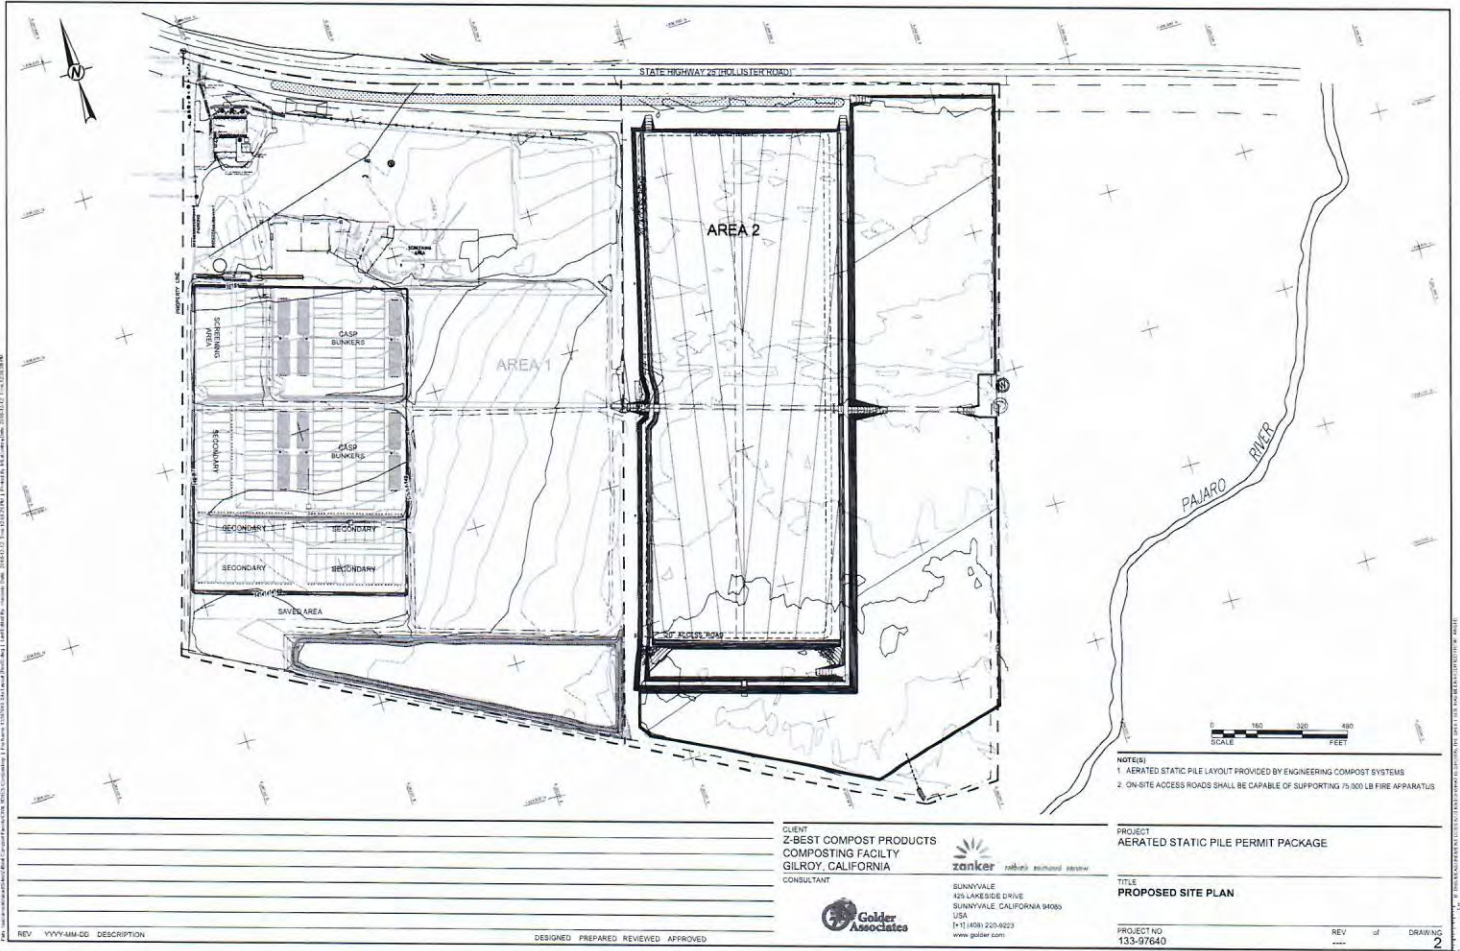 N
STATE HIGHWAY 25 (HOLLISTER ROAD)
PARKING
SCREENING
AREA
PROPERTY LINE
AREA 2
SCREENING
AREA
CASP
BUNKERS
AREA 1
SECONDARY
CASP
BUNKERS
SECONDARY
SECONDARY
SECONDARY
SECONDARY
SAVED AREA
20' ACCESS ROAD
PAJARO RIVER
0 160 320 480
SCALE FEET
NOTE(S)
1. AERATED STATIC PILE LAYOUT PROVIDED BY ENGINEERING COMPOST SYSTEMS
2. ON-SITE ACCESS ROADS SHALL BE CAPABLE OF SUPPORTING 75,000 LB FIRE APPARATUS
CLIENT
Z-BEST COMPOST PRODUCTS
COMPOSTING FACILTY
GILROY, CALIFORNIA
zanker
CONSULTANT
Golder
Associates
SUNNYVALE
425 LAKESIDE DRIVE
SUNNYVALE, CALIFORNIA 94085
USA
[+1] (408) 220-9223
www.golder.com
PROJECT
AERATED STATIC PILE PERMIT PACKAGE
TITLE
PROPOSED SITE PLAN
PROJECT NO
133-97640
REV
----
of
DRAWING
2
REV YYYY-MM-DD DESCRIPTION
DESIGNED PREPARED REVIEWED APPROVED